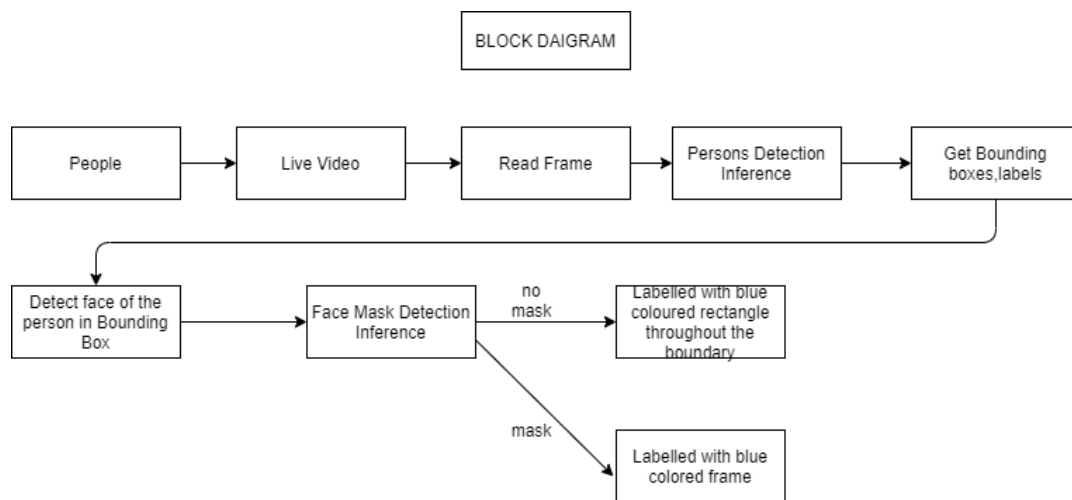 BLOCK DAIGRAM
People
Live Video
Read Frame
Persons Detection
Inference
Get Bounding
boxes,labels
Detect face of the
person in Bounding
Box
Face Mask Detection
Inference
no
mask
Labelled with blue
coloured rectangle
throughout the
boundary
mask
Labelled with blue
colored frame